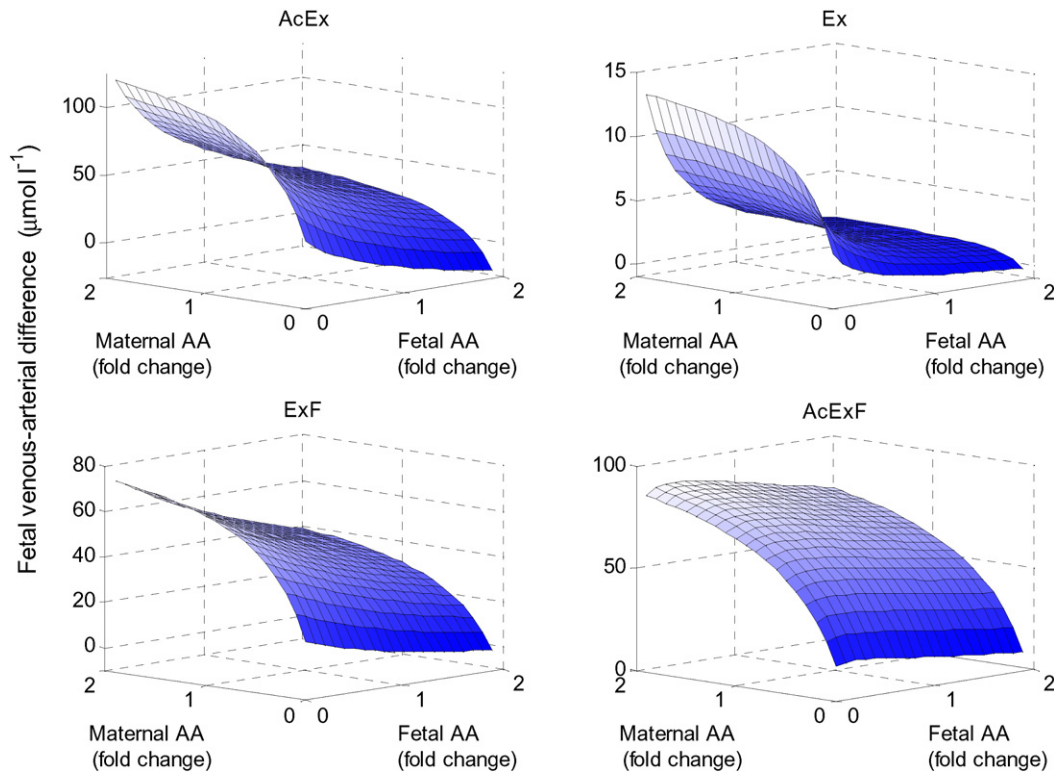 AcEx
Ex
Fetal venous-arterial difference (µmol l⁻¹)
100
50
0
2
1
0
0
1
2
Maternal AA
(fold change)
Fetal AA
(fold change)
15
10
5
0
2
1
0
0
1
2
Maternal AA
(fold change)
Fetal AA
(fold change)
ExF
AcExF
80
60
40
20
0
2
1
0
0
1
2
Maternal AA
(fold change)
Fetal AA
(fold change)
100
50
0
2
1
0
0
1
2
Maternal AA
(fold change)
Fetal AA
(fold change)